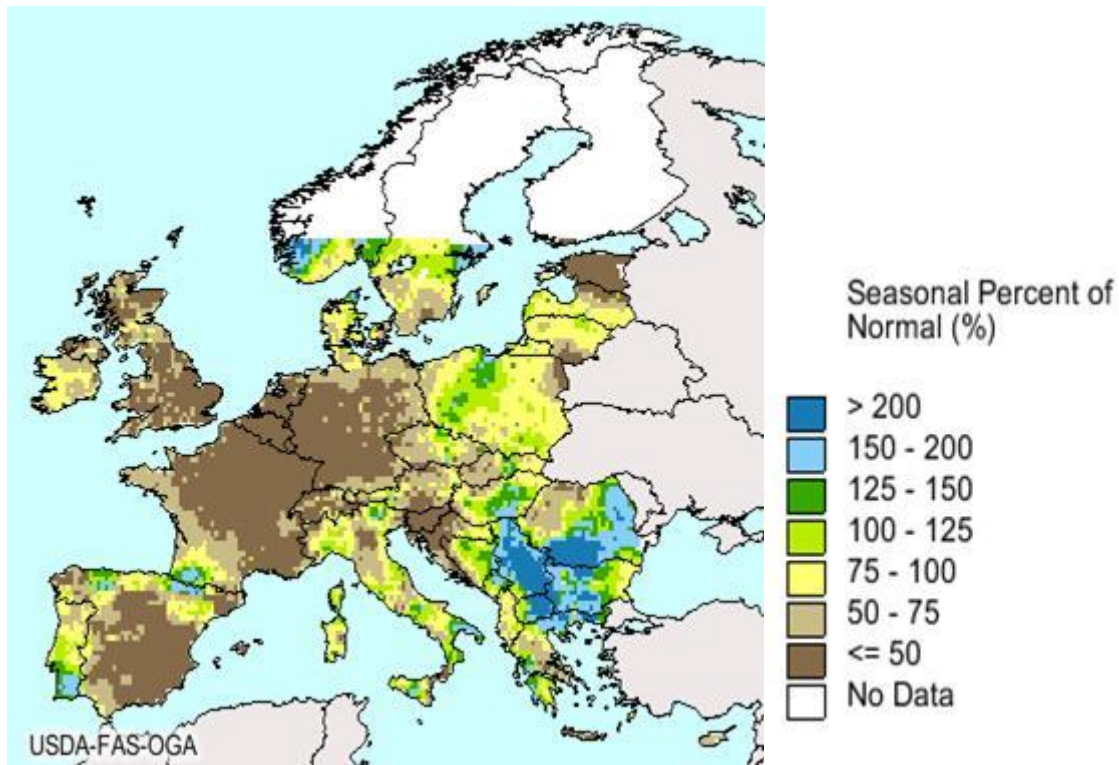 Seasonal Percent of
Normal (%)
> 200
150 - 200
125 - 150
100 - 125
75 - 100
50 - 75
<= 50
No Data
USDA-FAS-OGA